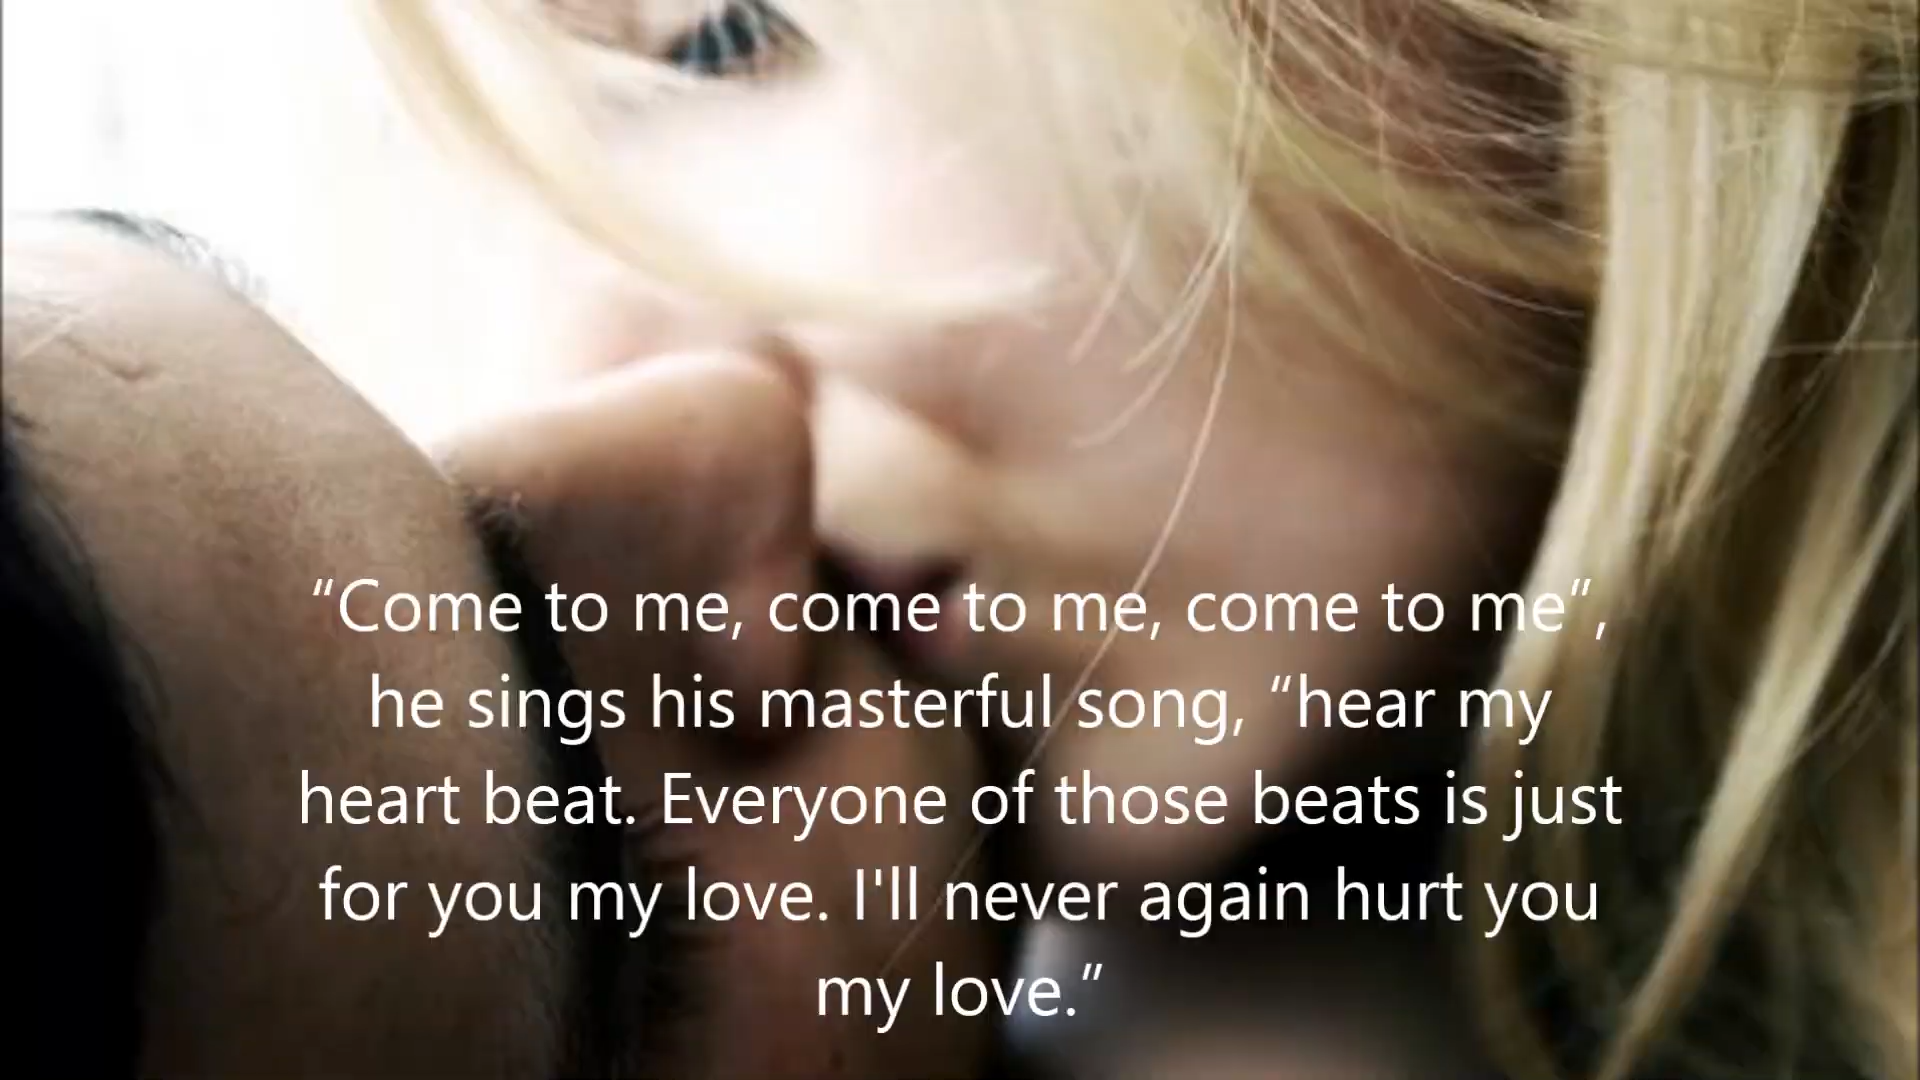 “Come to me, come to me, come to me”,
he sings his masterful song, “hear my
heart beat. Everyone of those beats is just
for you my love. I'll never again hurt you
my love.”